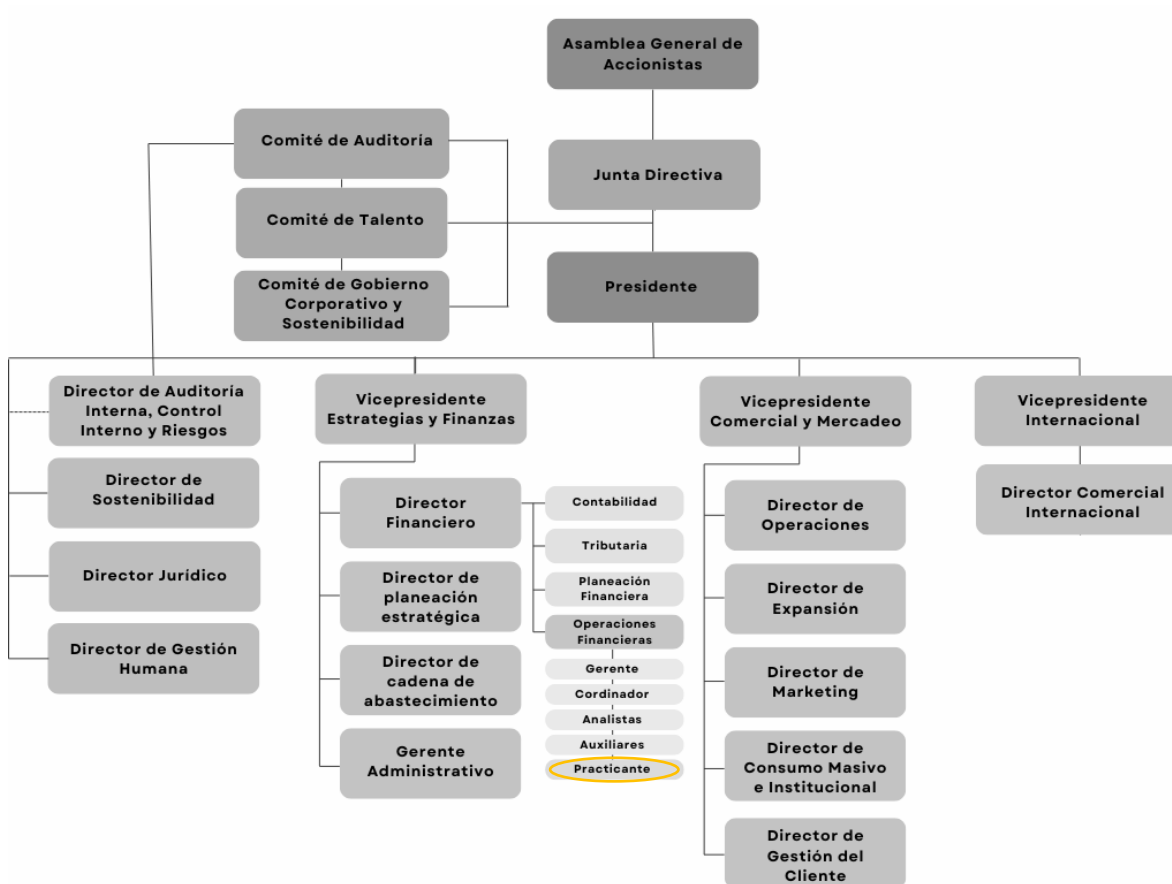 Asamblea General de
Accionistas
Comité de Auditoría
Junta Directiva
Comité de Talento
Comité de Gobierno
Corporativo y
Sostenibilidad
Presidente
Director de Auditoría
Interna, Control
Interno y Riesgos
Director de
Sostenibilidad
Director Jurídico
Director de Gestión
Humana
Vicepresidente
Estrategias y Finanzas
Director
Financiero
Director de
planeación
estratégica
Director de
cadena de
abastecimiento
Gerente
Administrativo
Contabilidad
Tributaria
Planeación
Financiera
Operaciones
Financieras
Gerente
Cordinador
Analistas
Auxiliares
Practicante
Vicepresidente
Comercial y Mercadeo
Director de
Operaciones
Director de
Expansión
Director de
Marketing
Director de
Consumo Masivo
e Institucional
Director de
Gestión del
Cliente
Vicepresidente
Internacional
Director Comercial
Internacional